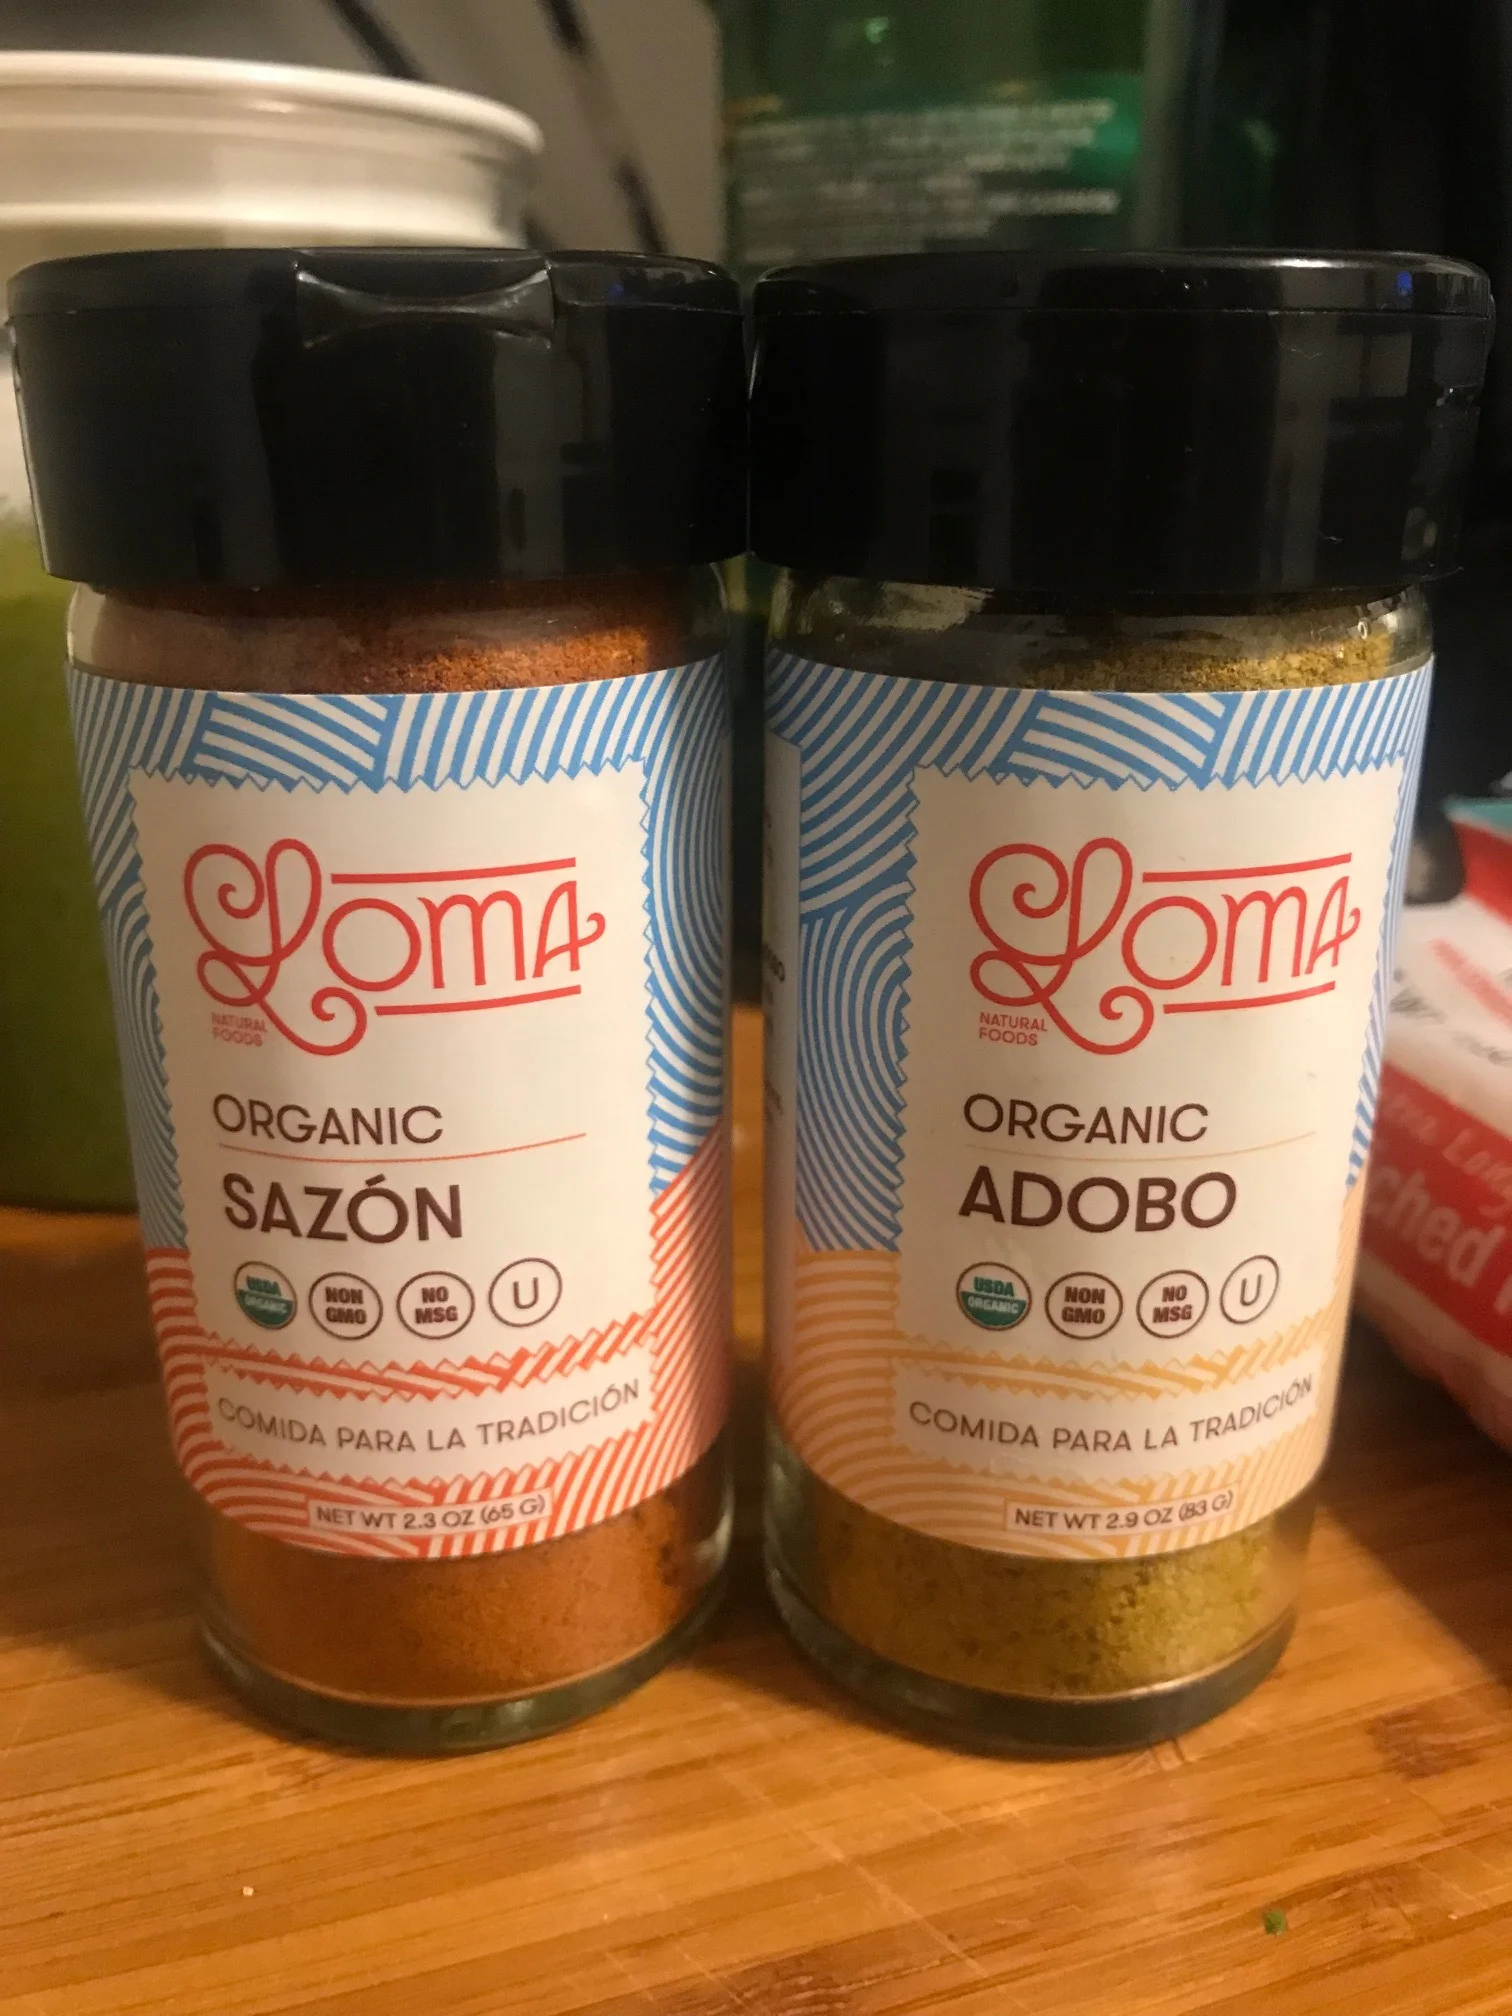 Loma
NATURAL
FOODS
ORGANIC
SAZÓN
USDA
ORGANIC
NON
GMO
NO
MSG
U
COMIDA PARA LA TRADICIÓN
NET WT 2.3 OZ (65 G)
Loma
NATURAL
FOODS
ORGANIC
ADOBO
USDA
ORGANIC
NON
GMO
NO
MSG
U
COMIDA PARA LA TRADICIÓN
NET WT 2.9 OZ (83 G)
ched